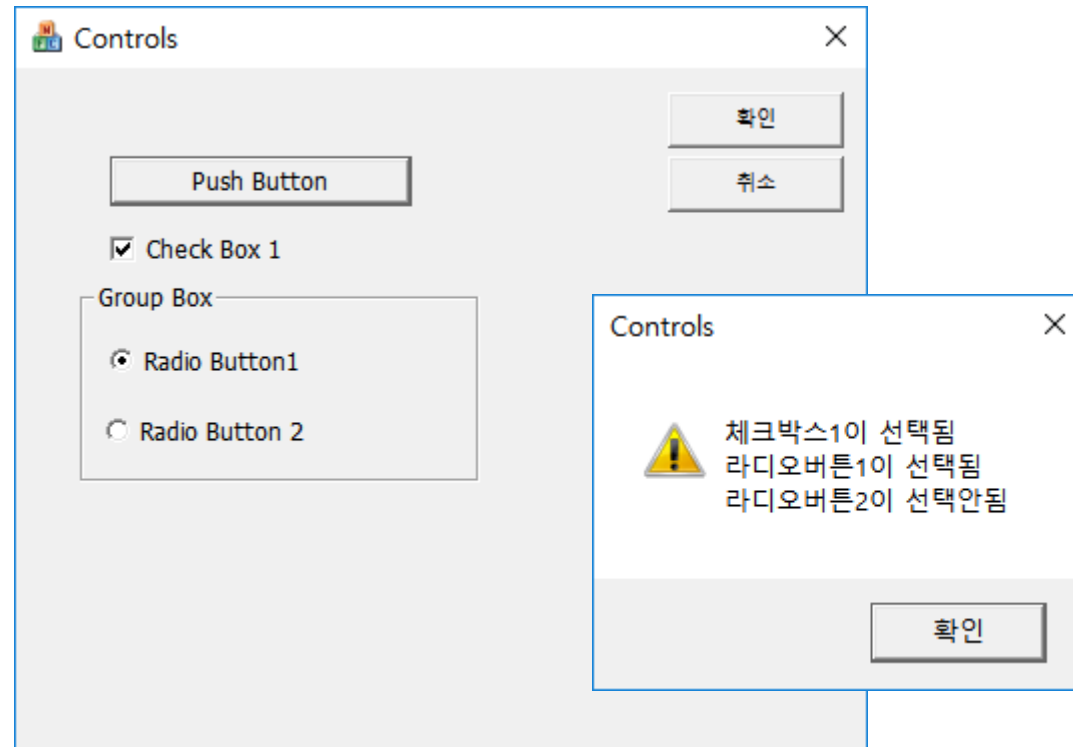 Controls
확인
Push Button
취소
Check Box 1
Group Box
Radio Button1
Radio Button 2
Controls
체크박스1이 선택됨
라디오버튼1이 선택됨
라디오버튼2이 선택안됨
확인